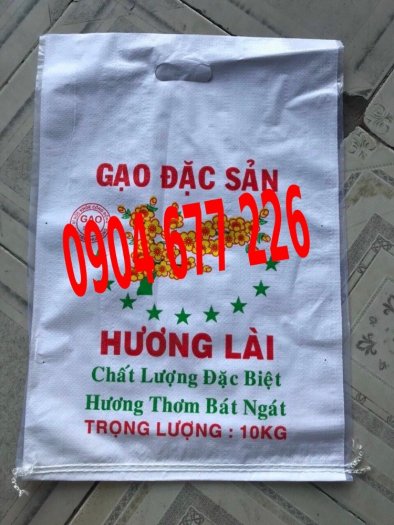 GẠO ĐẶC SẢN
GẠO
0904 677 226
HƯƠNG LÀI
Chất Lượng Đặc Biệt
Hương Thơm Bát Ngát
TRỌNG LƯỢNG : 10KG